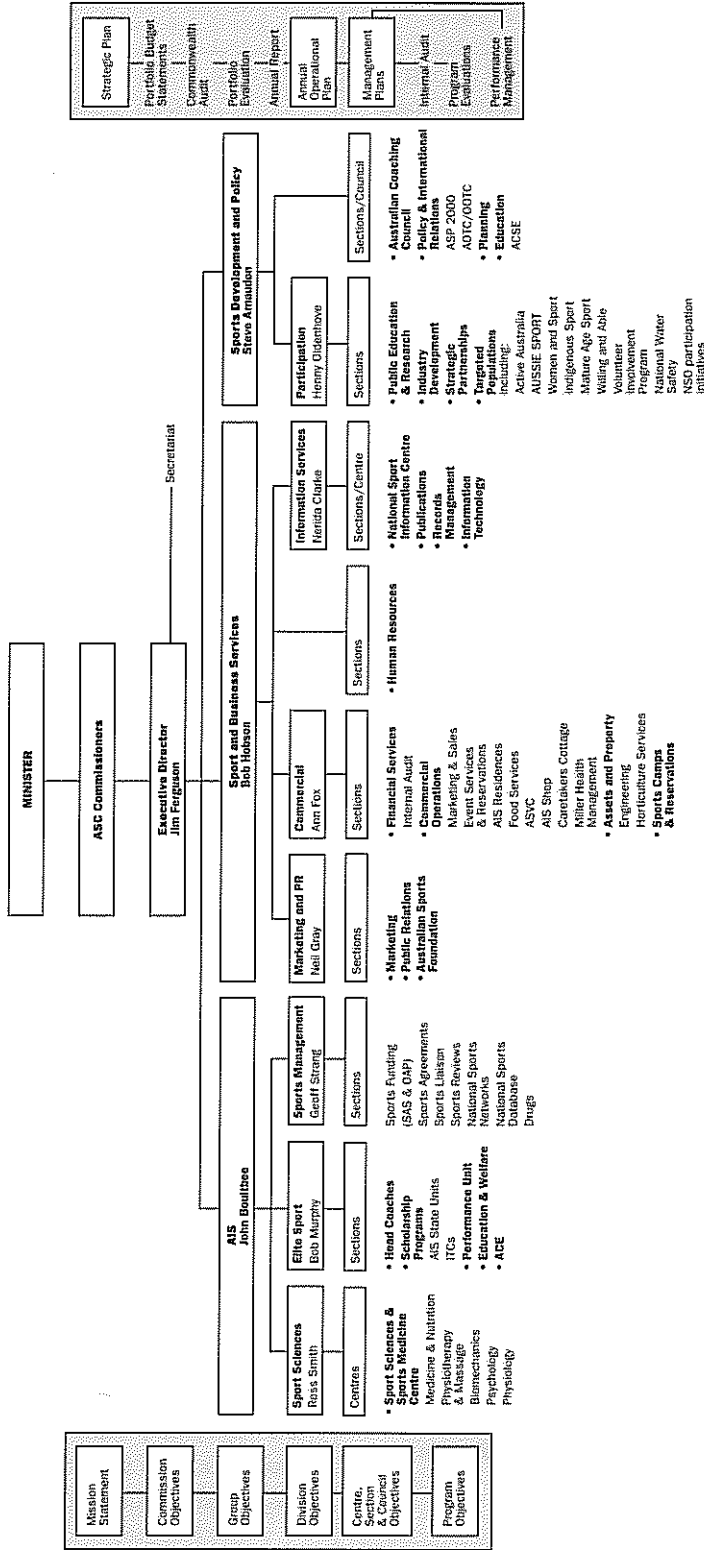 Mission
Statement
Commission
Objectives
Group
Objectives
Division
Objectives
Centre,
Section
& Council
Objectives
Program
Objectives
MINISTER
ASC Commissioners
Executive Director
Jim Ferguson
Secretariat
AIS
John Boultbee
Sport Sciences
Ross Smith
Centres
• Sport Sciences &
Sports Medicine
Centre
Medicine & Nutrition
Physiotherapy
& Massage
Biomechanics
Psychology
Physiology
Elite Sport
Bob Murphy
Sections
• Head Coaches
• Scholarship
Programs
AIS State Units
ITCs
• Performance Unit
• Education & Welfare
• ACE
Sports Management
Geoff Strang
Sections
Sports Funding
(SAS & OAP)
Sports Agreements
Sports Liaison
Sports Reviews
National Sports
Networks
National Sports
Database
Drugs
Sport and Business Services
Bob Hobson
Marketing and PR
Neil Gray
Sections
• Marketing
• Public Relations
• Australian Sports
Foundation
Commercial
Ann Fox
Sections
• Financial Services
Internal Audit
• Commercial
Operations
Marketing & Sales
Event Services
& Reservations
AIS Residences
Food Services
ASVC
AIS Shop
Caretakers Cottage
Miller Health
Management
• Assets and Property
Engineering
Horticulture Services
• Sports Camps
& Reservations
Sections
• Human Resources
Information Services
Nerida Clarke
Sections/Centre
• National Sport
Information Centre
• Publications
• Records
Management
• Information
Technology
Sports Development and Policy
Steve Arnaudon
Participation
Henny Oldenhove
Sections
• Public Education
& Research
• Industry
Development
• Strategic
Partnerships
• Targeted
Populations
including:
Active Australia
AUSSIE SPORT
Women and Sport
Indigenous Sport
Mature Age Sport
Willing and Able
Volunteer
Involvement
Program
National Water
Safety
NSO participation
initiatives
Sections/Council
• Australian Coaching
Council
• Policy & International
Relations
ASP 2000
AOTC/OOTC
• Planning
• Education
ACSE
Strategic Plan
Portfolio Budget
Statements
Commonwealth
Audit
Portfolio
Evaluation
Annual Report
Annual
Operational
Plan
Management
Plans
Internal Audit
Program
Evaluations
Performance
Management